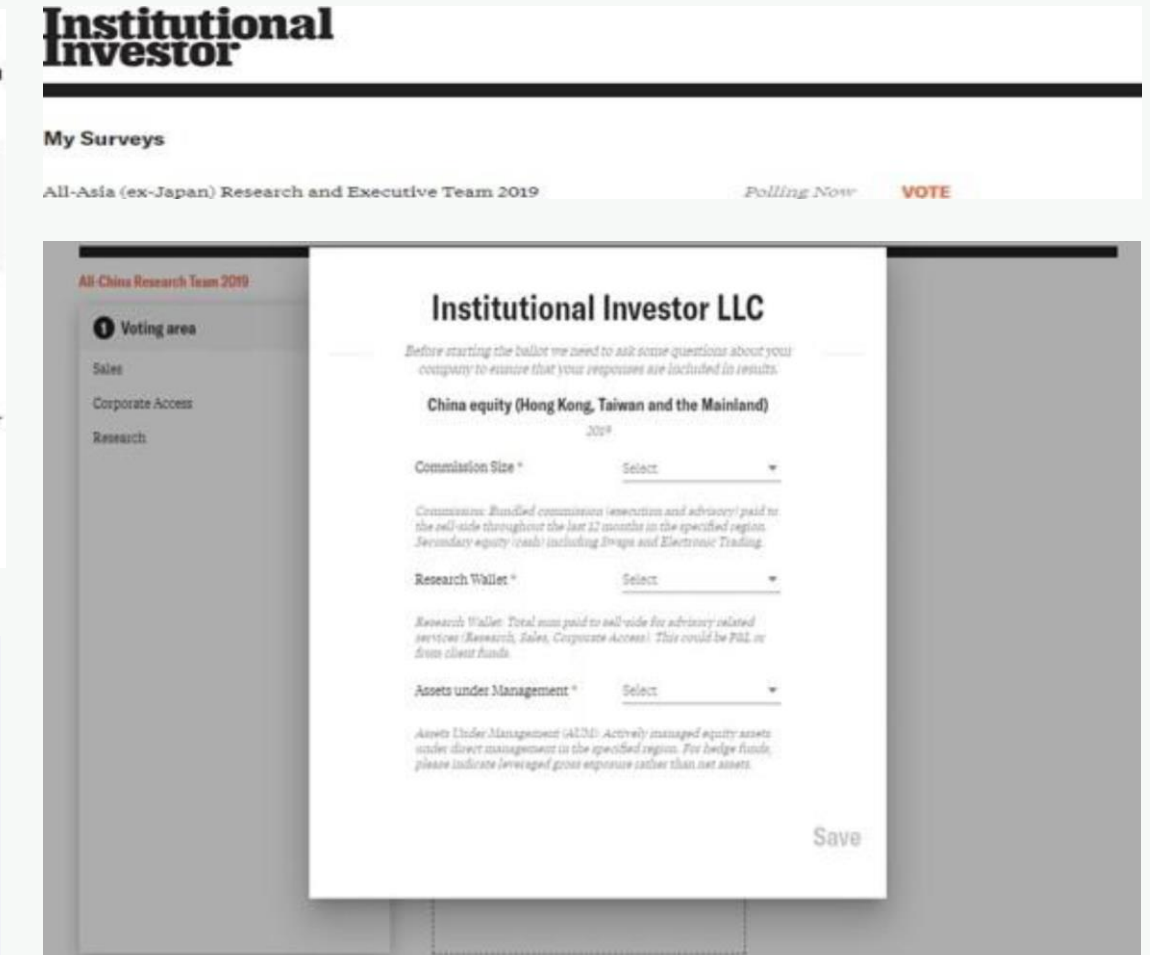 Institutional
Investor
My Surveys
All-Asia (ex-Japan) Research and Executive Team 2019 Polling Now VOTE
All-China Research Team 2019
1 Voting area
Sales
Corporate Access
Research
Institutional Investor LLC
Before starting the ballot we need to ask some questions about your
company to ensure that your responses are included in results.
China equity (Hong Kong, Taiwan and the Mainland)
2019
Commission Size * Select
Commission: Bundled commission (execution and advisory) paid to
the sell-side throughout the last 12 months in the specified region.
Secondary equity (cash) including Swaps and Electronic Trading.
Research Wallet * Select
Research Wallet: Total sum paid to sell-side for advisory related
services (Research, Sales, Corporate Access). This could be P&L or
from client funds.
Assets under Management * Select
Assets Under Management (AUM): Actively managed equity assets
under direct management in the specified region. For hedge funds,
please indicate leveraged gross exposure rather than net assets.
Save